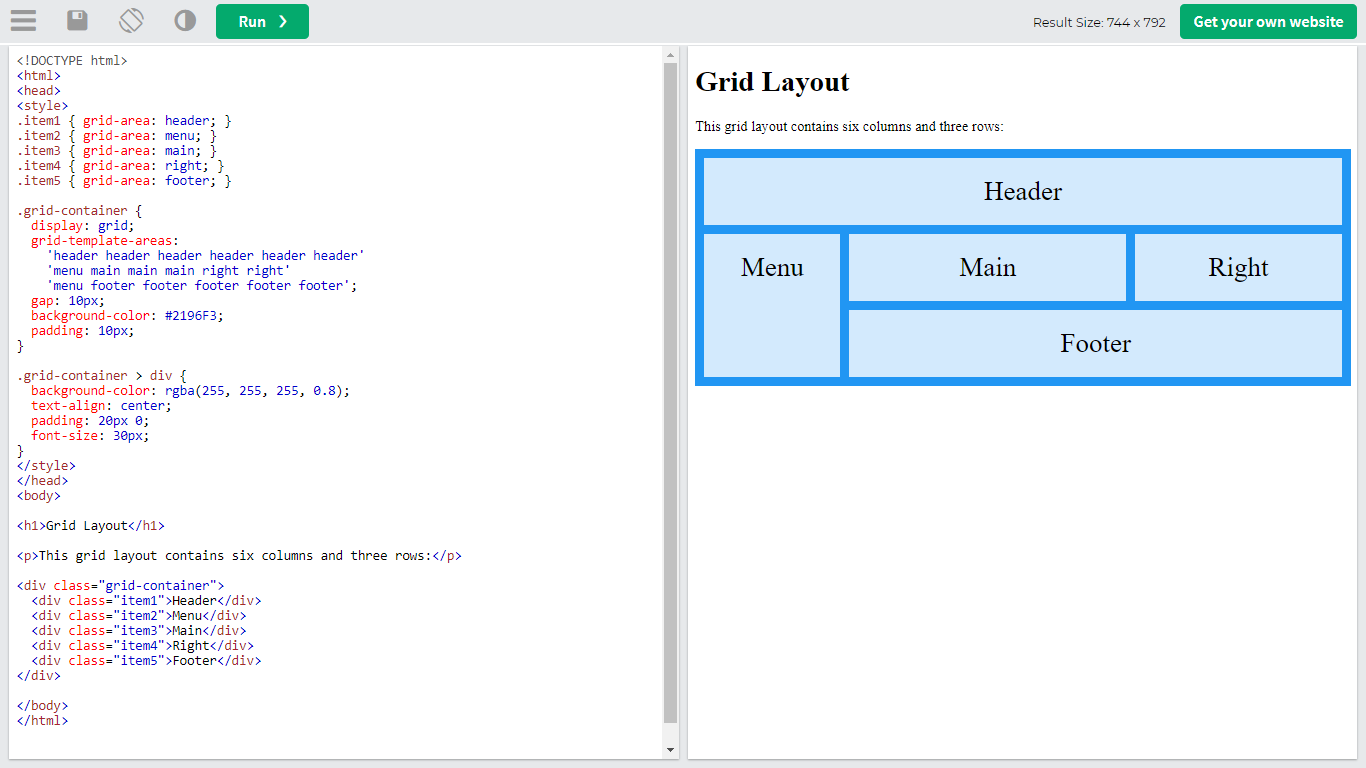 Run ❯
Result Size: 744 x 792
Get your own website
<!DOCTYPE html>
<html>
<head>
<style>
.item1 { grid-area: header; }
.item2 { grid-area: menu; }
.item3 { grid-area: main; }
.item4 { grid-area: right; }
.item5 { grid-area: footer; }
.grid-container {
  display: grid;
  grid-template-areas:
    'header header header header header header'
    'menu main main main right right'
    'menu footer footer footer footer footer';
  gap: 10px;
  background-color: #2196F3;
  padding: 10px;
}
.grid-container > div {
  background-color: rgba(255, 255, 255, 0.8);
  text-align: center;
  padding: 20px 0;
  font-size: 30px;
}
</style>
</head>
<body>
<h1>Grid Layout</h1>
<p>This grid layout contains six columns and three rows:</p>
<div class="grid-container">
  <div class="item1">Header</div>
  <div class="item2">Menu</div>
  <div class="item3">Main</div>
  <div class="item4">Right</div>
  <div class="item5">Footer</div>
</div>
</body>
</html>
Grid Layout
This grid layout contains six columns and three rows:
Header
Menu Main Right
Footer